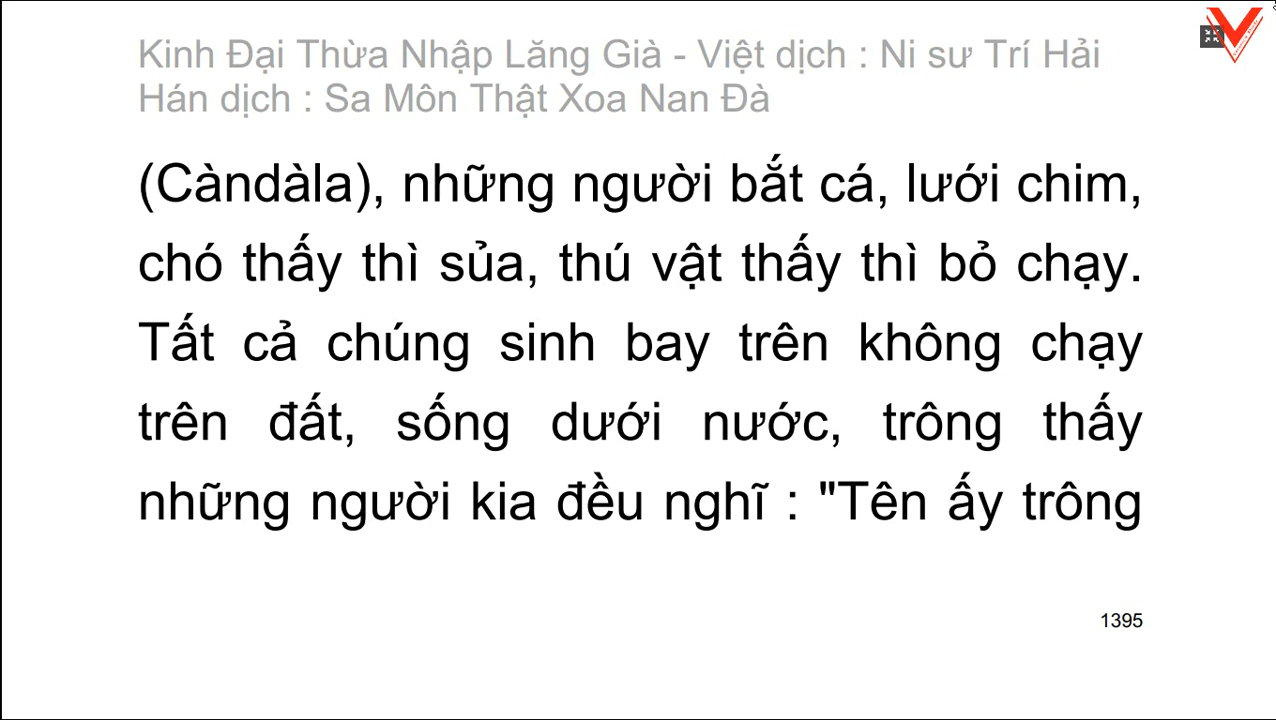 Kinh Đại Thừa Nhập Lăng Già - Việt dịch : Ni sư Trí Hải
Hán dịch : Sa Môn Thật Xoa Nan Đà
(Càndàla), những người bắt cá, lưới chim,
chó thấy thì sủa, thú vật thấy thì bỏ chạy.
Tất cả chúng sinh bay trên không chạy
trên đất, sống dưới nước, trông thấy
những người kia đều nghĩ : "Tên ấy trông
1395